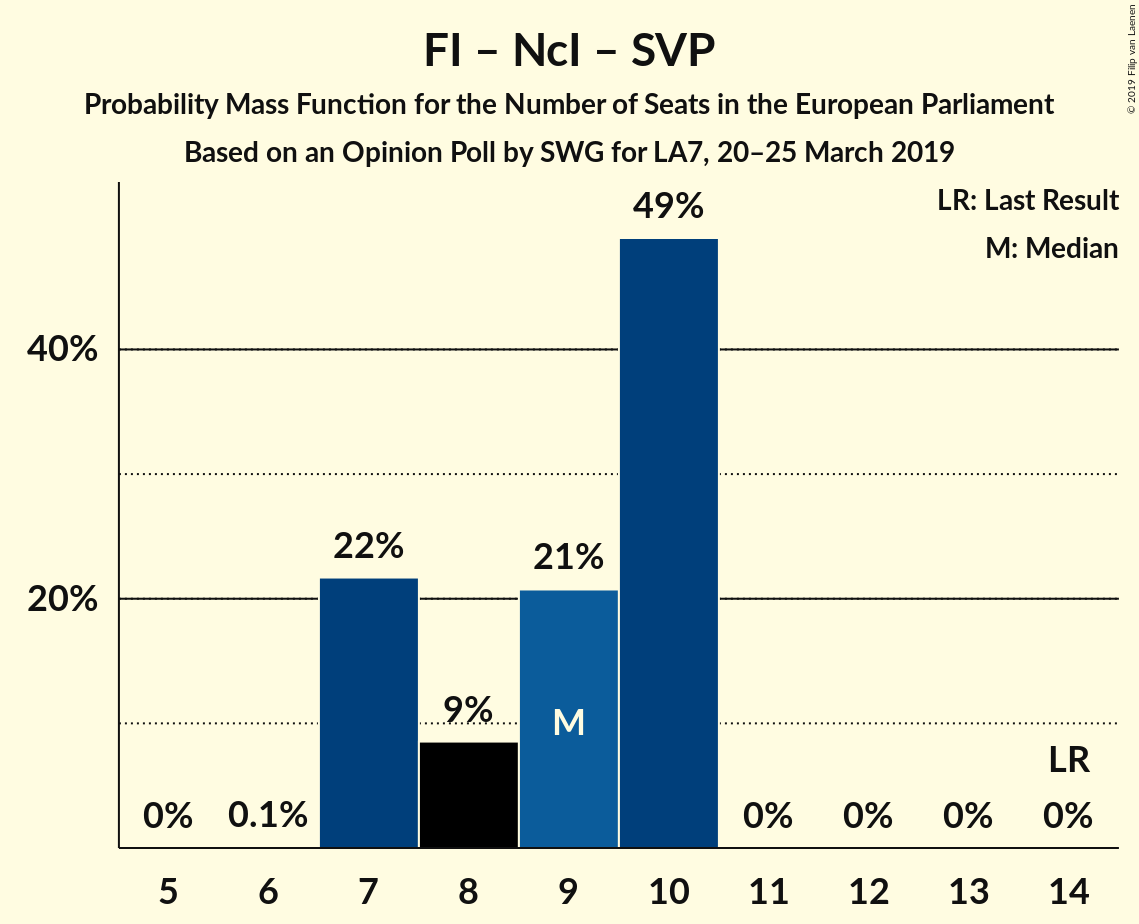 FI – NcI – SVP
Probability Mass Function for the Number of Seats in the European Parliament
Based on an Opinion Poll by SWG for LA7, 20–25 March 2019
© 2019 Filip van Laenen
LR: Last Result
M: Median
49%
40%
22%
21%
20%
9%
M
LR
0%
0.1%
0%
0%
0%
0%
5
6
7
8
9
10
11
12
13
14